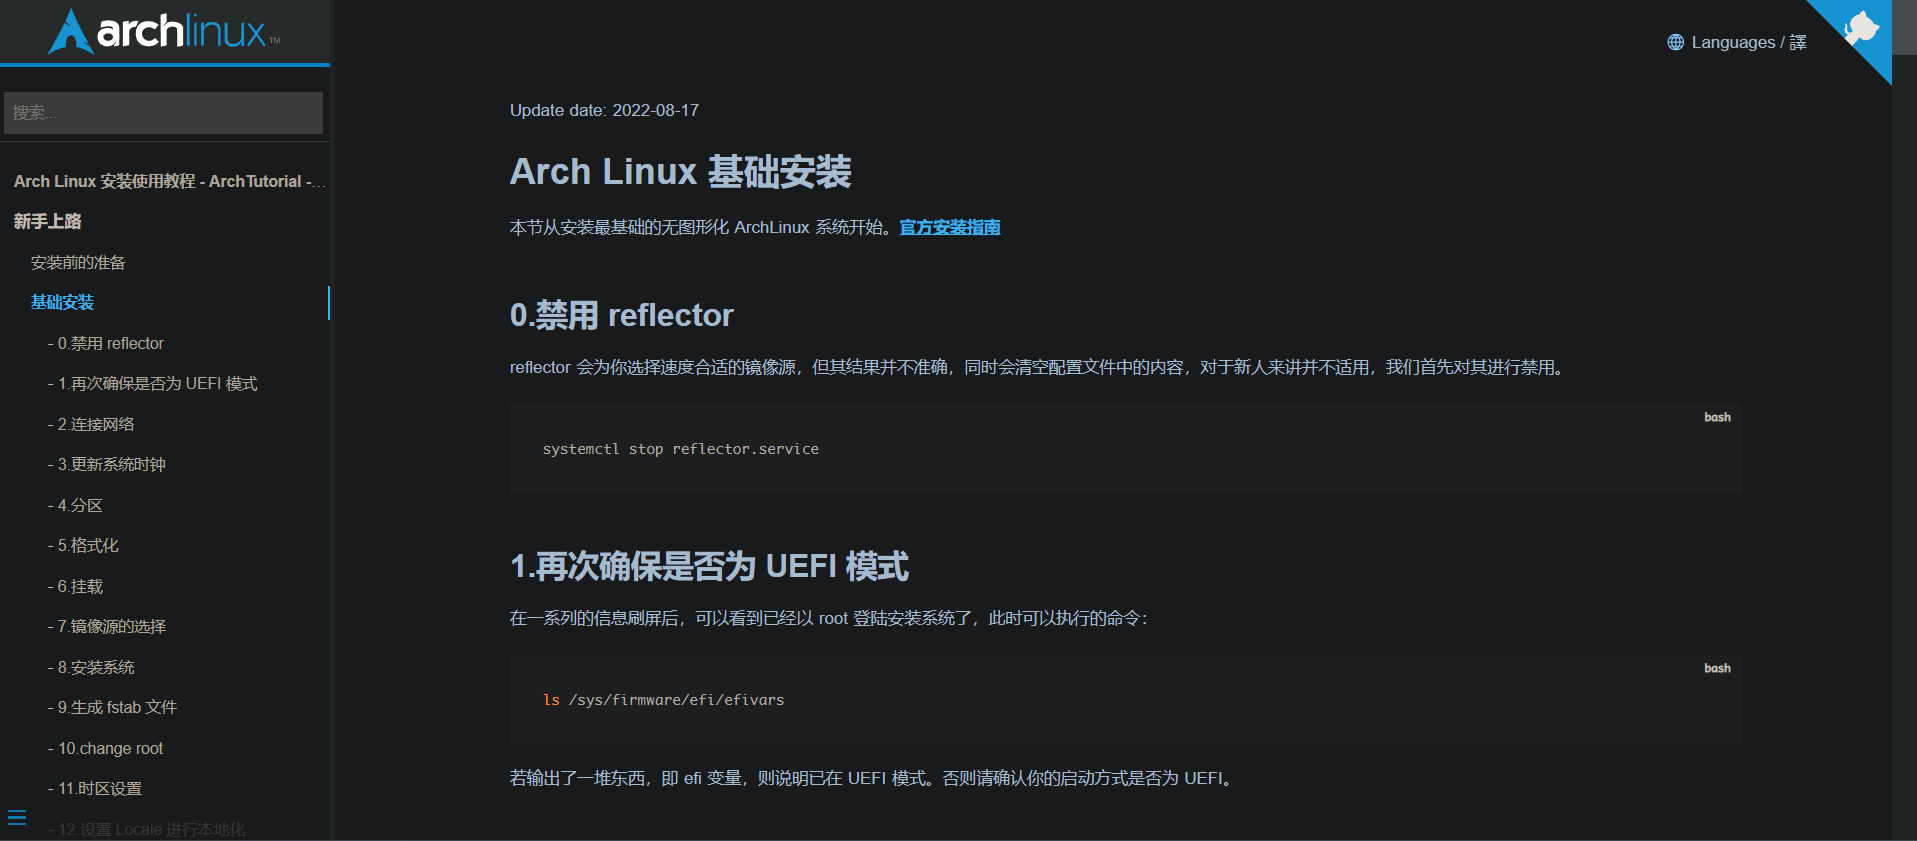 archlinux™
搜索...
Arch Linux 安装使用教程 - ArchTutorial -...
新手上路
安装前的准备
基础安装
- 0.禁用 reflector
- 1.再次确保是否为 UEFI 模式
- 2.连接网络
- 3.更新系统时钟
- 4.分区
- 5.格式化
- 6.挂载
- 7.镜像源的选择
- 8.安装系统
- 9.生成 fstab 文件
- 10.change root
- 11.时区设置
- 12.设置 Locale 进行本地化
Languages / 譯
Update date: 2022-08-17
Arch Linux 基础安装
本节从安装最基础的无图形化 ArchLinux 系统开始。官方安装指南
0.禁用 reflector
reflector 会为你选择速度合适的镜像源，但其结果并不准确，同时会清空配置文件中的内容，对于新人来讲并不适用，我们首先对其进行禁用。
bash
systemctl stop reflector.service
1.再次确保是否为 UEFI 模式
在一系列的信息刷屏后，可以看到已经以 root 登陆安装系统了，此时可以执行的命令：
bash
ls /sys/firmware/efi/efivars
若输出了一堆东西，即 efi 变量，则说明已在 UEFI 模式。否则请确认你的启动方式是否为 UEFI。